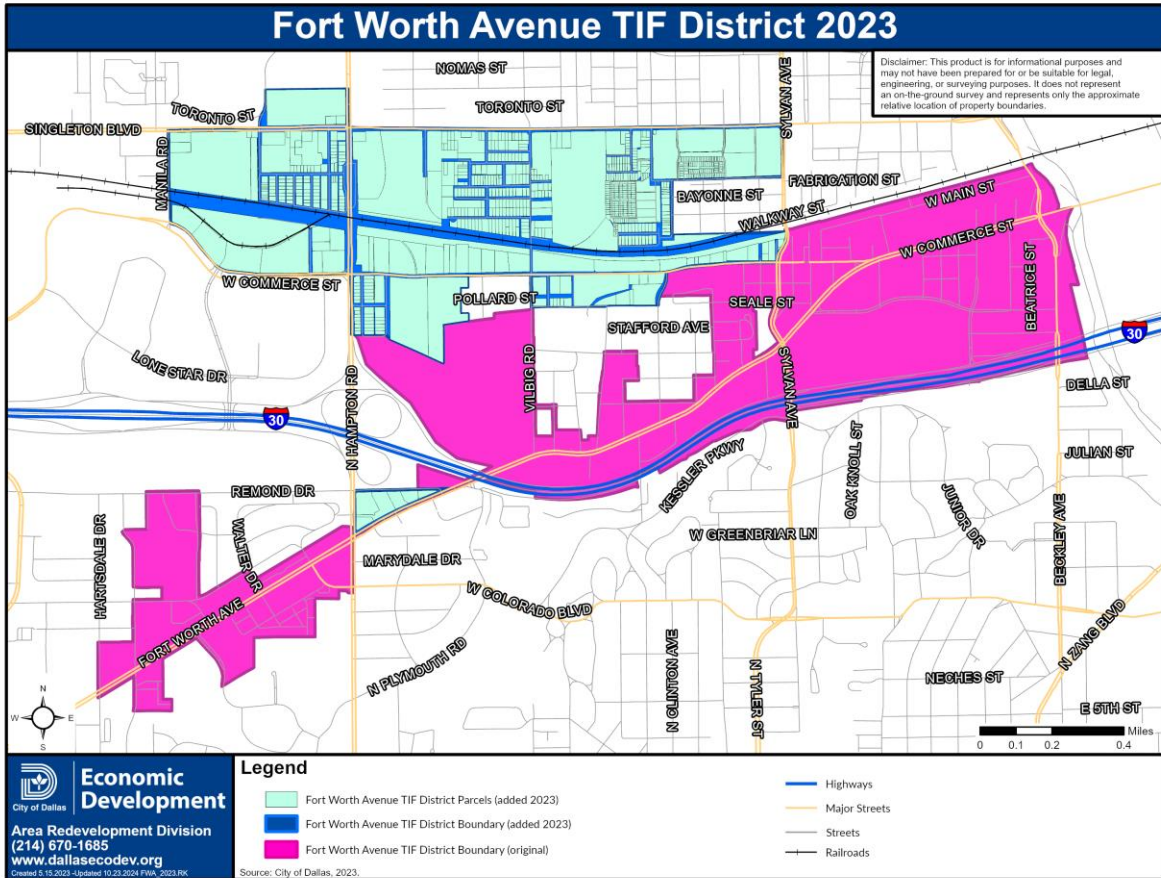 Fort Worth Avenue TIF District 2023
Disclaimer: This product is for informational purposes and
may not have been prepared for or be suitable for legal,
engineering, or surveying purposes. It does not represent
an on-the-ground survey and represents only the approximate
relative location of property boundaries.
NOMAS ST
SYLVAN AVE
TORONTO ST
TORONTO ST
SINGLETON BLVD
MANILA RD
BAYONNE ST
FABRICATION ST
W MAIN ST
WALKWAY ST
W COMMERCE ST
BEATRICE ST
W COMMERCE ST
POLLARD ST
SEALE ST
STAFFORD AVE
30
LONE STAR DR
VILBIG RD
SYLVAN AVE
DELLA ST
N HAMPTON RD
30
OAK KNOLL ST
JULIAN ST
KESSLER PKWY
REMOND DR
JUNIOR DR
HARTSDALE DR
WALTER DR
W GREENBRIAR LN
MARYDALE DR
BECKLEY AVE
W COLORADO BLVD
FORT WORTH AVE
N PLYMOUTH RD
N CLINTON AVE
N TYLER ST
N ZANG BLVD
NECHES ST
E 5TH ST
N
W E
S
Miles
0 0.1 0.2 0.4
City of Dallas
Economic
Development
Area Redevelopment Division
(214) 670-1685
www.dallasecodev.org
Created 5.15.2023 -Updated 10.23.2024 FWA_2023.RK
Legend
Fort Worth Avenue TIF District Parcels (added 2023)
Fort Worth Avenue TIF District Boundary (added 2023)
Fort Worth Avenue TIF District Boundary (original)
Highways
Major Streets
Streets
Railroads
Source: City of Dallas, 2023.